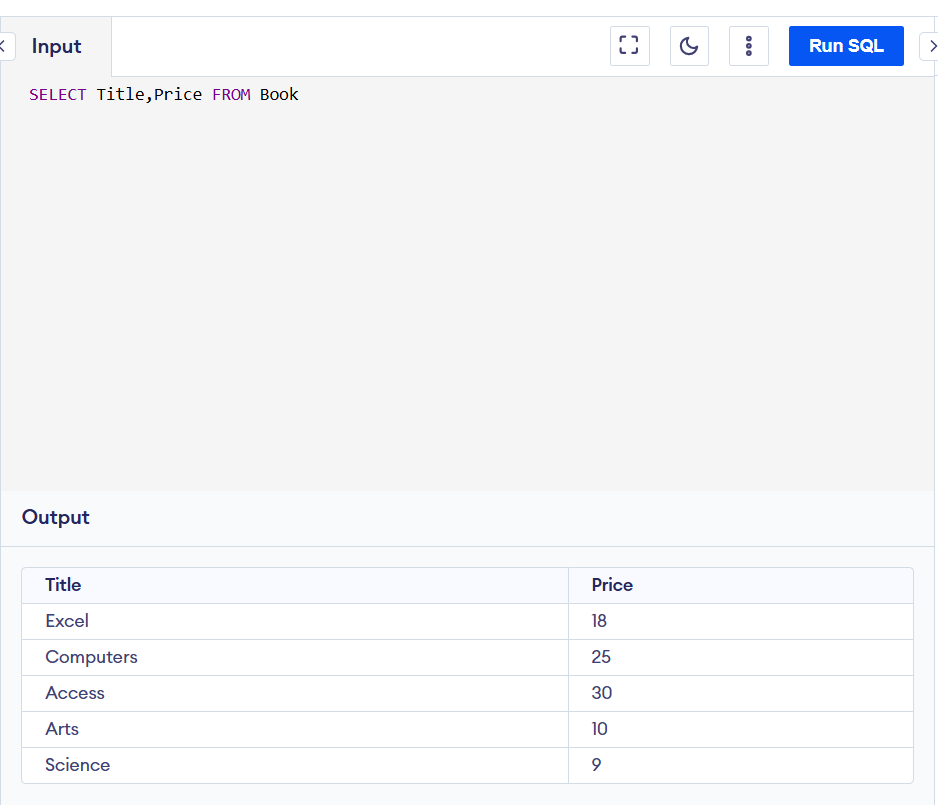 Input
Run SQL
SELECT Title,Price FROM Book
Output
Title Price
Excel 18
Computers 25
Access 30
Arts 10
Science 9